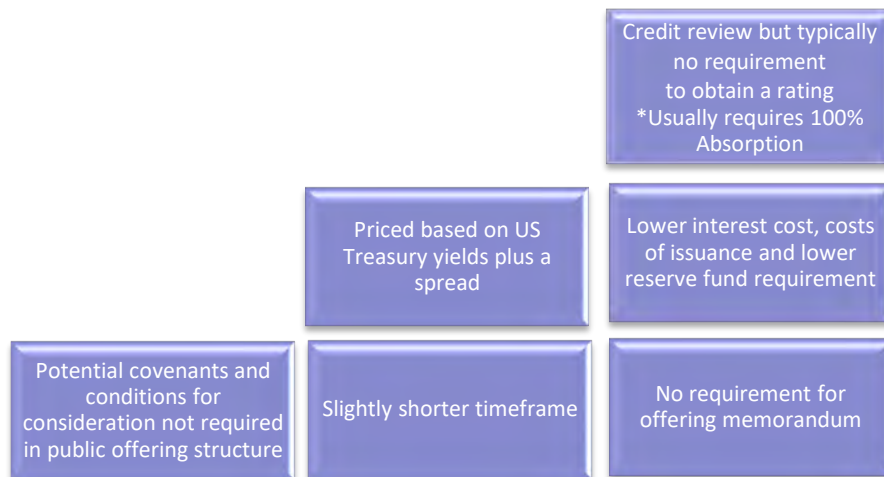 Credit review but typically
no requirement
to obtain a rating
*Usually requires 100%
Absorption
Priced based on US
Treasury yields plus a
spread
Lower interest cost, costs
of issuance and lower
reserve fund requirement
Potential covenants and
conditions for
consideration not required
in public offering structure
Slightly shorter timeframe
No requirement for
offering memorandum